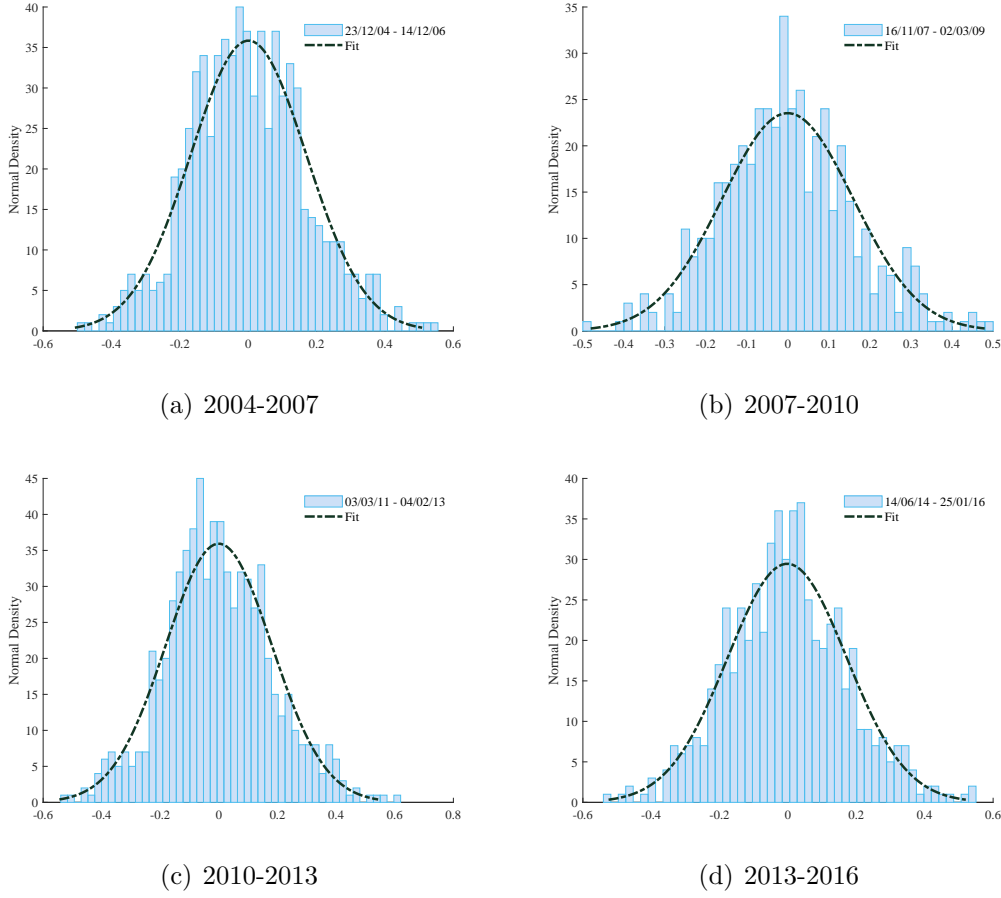 40
35
30
25
20
15
10
5
0
Normal Density
-0.6 -0.4 -0.2 0 0.2 0.4 0.6
23/12/04 - 14/12/06
Fit
(a) 2004-2007
35
30
25
20
15
10
5
0
Normal Density
-0.5 -0.4 -0.3 -0.2 -0.1 0 0.1 0.2 0.3 0.4 0.5
16/11/07 - 02/03/09
Fit
(b) 2007-2010
45
40
35
30
25
20
15
10
5
0
Normal Density
-0.6 -0.4 -0.2 0 0.2 0.4 0.6 0.8
03/03/11 - 04/02/13
Fit
(c) 2010-2013
40
35
30
25
20
15
10
5
0
Normal Density
-0.6 -0.4 -0.2 0 0.2 0.4 0.6
14/06/14 - 25/01/16
Fit
(d) 2013-2016